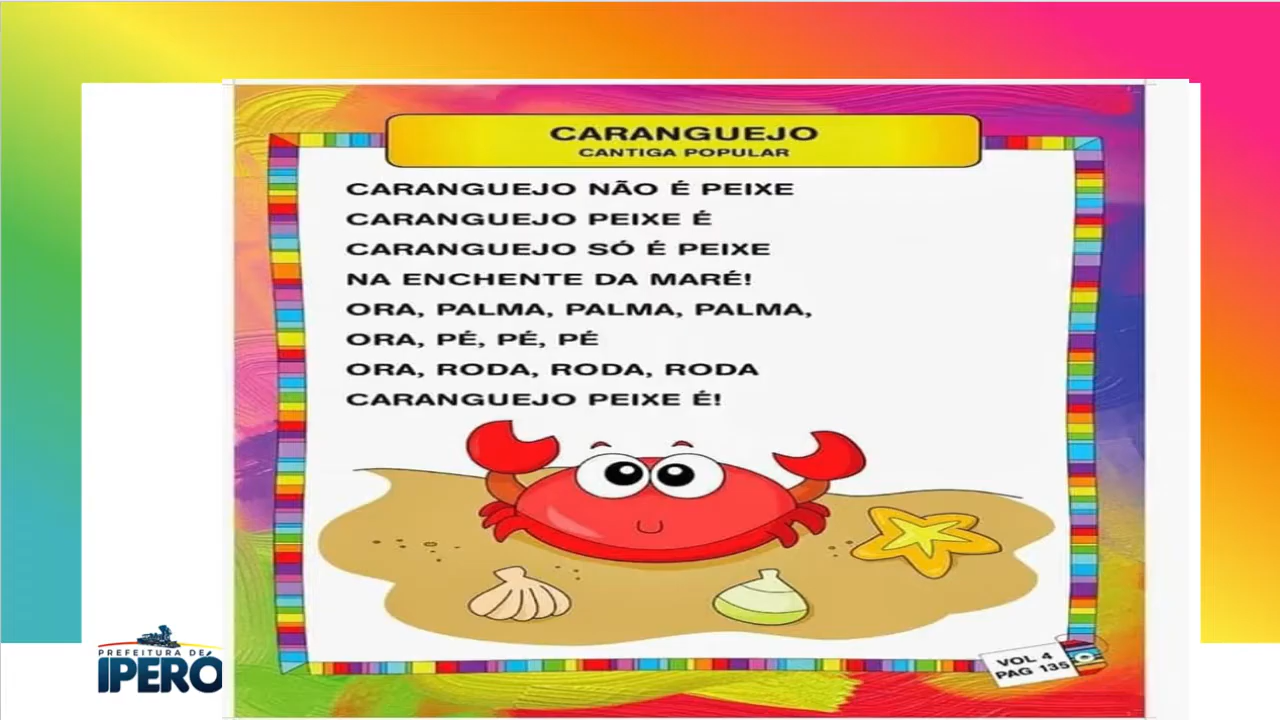 CARANGUEJO
CANTIGA POPULAR
CARANGUEJO NÃO É PEIXE
CARANGUEJO PEIXE É
CARANGUEJO SÓ É PEIXE
NA ENCHENTE DA MARÉ!
ORA, PALMA, PALMA, PALMA,
ORA, PÉ, PÉ, PÉ
ORA, RODA, RODA, RODA
CARANGUEJO PEIXE É!
VOL 4
PAG 135
PREFEITURA DE
IPERÓ